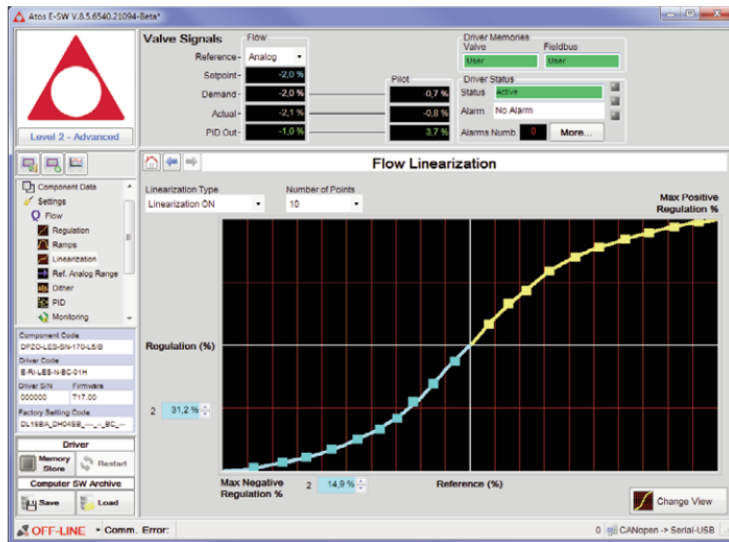 Atos E-SW V.8.5.6540.21094 -Beta*
Level 2 - Advanced
Valve Signals
Flow
Reference - Analog
Setpoint - -2,0 %
Demand - -2,0 %
Actual - -2,1 %
PID Out - -1,0 %
Pilot
-0,7 %
-0,8 %
3,7 %
Driver Memories
Valve Fieldbus
User User
Driver Status
Status Active
Alarm No Alarm
Alarms Numb. 0 More...
Component Data
Settings
Flow
Regulation
Ramps
Linearization
Ref. Analog Range
Dither
PID
Monitoring
Component Code
DPZO-LES-SN-170-L5/B
Driver Code
E-RI-LES-N-BC-01H
Driver S/N Firmware
000000 T17.00
Factory Setting Code
Driver
Memory Store Restart
Computer SW Archive
Save Load
Flow Linearization
Linearization Type Number of Points
Linearization ON 10
Max Positive
Regulation %
Regulation (%)
2 31,2 %
Max Negative
Regulation %
2 14,9 %
Reference (%)
Change View
OFF-LINE Comm. Error:
0 CANopen -> Serial-USB